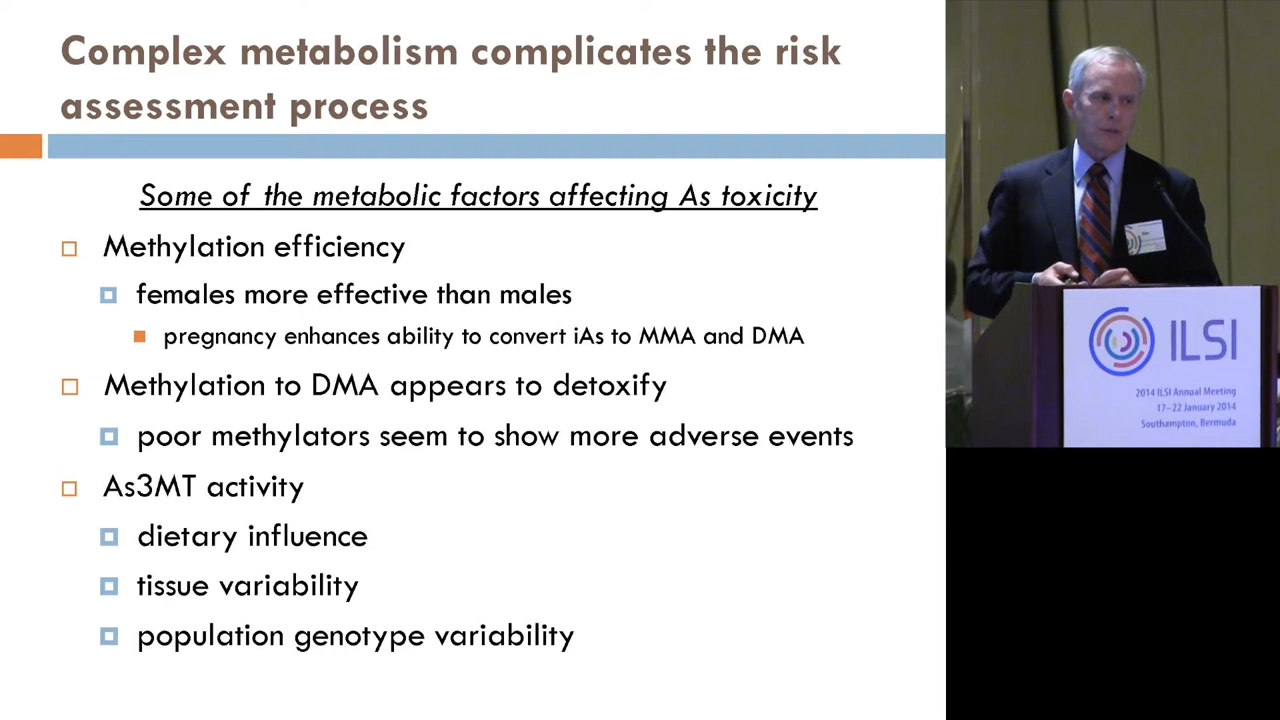 Complex metabolism complicates the risk
assessment process
Some of the metabolic factors affecting As toxicity
Methylation efficiency
females more effective than males
pregnancy enhances ability to convert iAs to MMA and DMA
Methylation to DMA appears to detoxify
poor methylators seem to show more adverse events
As3MT activity
dietary influence
tissue variability
population genotype variability
ILSI
2014 ILSI Annual Meeting
17–22 January 2014
Southampton, Bermuda